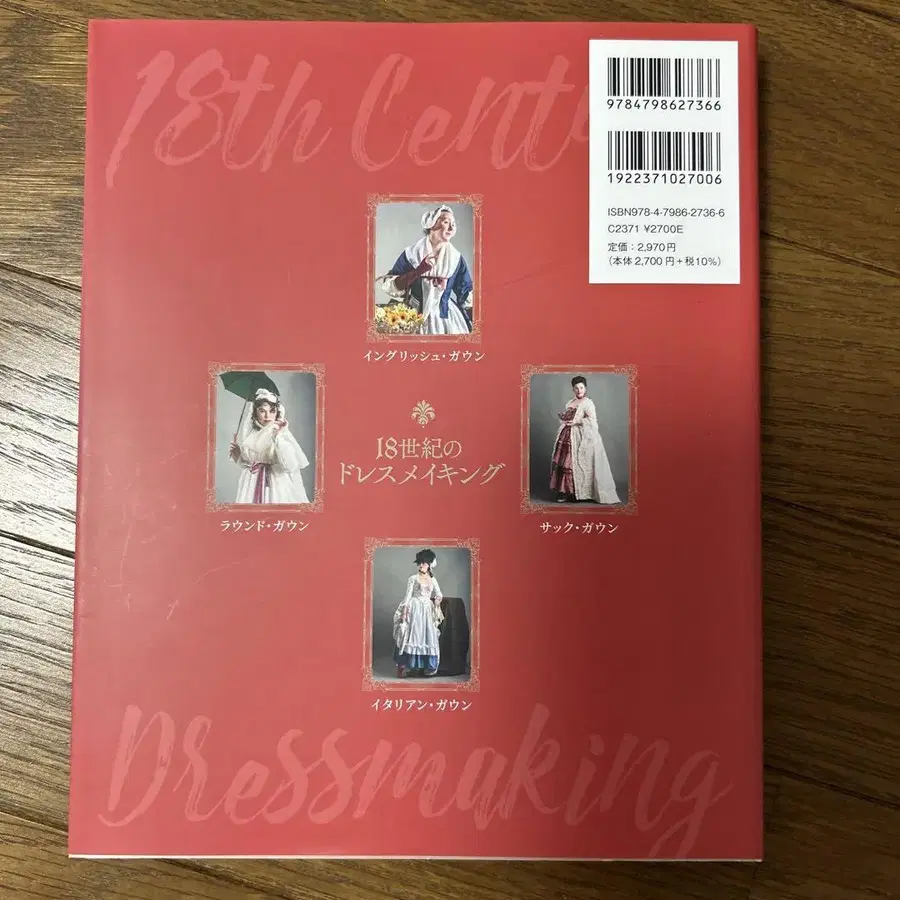 18th Cent
9784798627366
1922371027006
ISBN978-4-7986-2736-6
C2371 ¥2700E
定価:2,970円
(本体2,700円+税10%)
イングリッシュ・ガウン
18世紀の
ドレスメイキング
ラウンド・ガウン
サック・ガウン
イタリアン・ガウン
Dressmaking